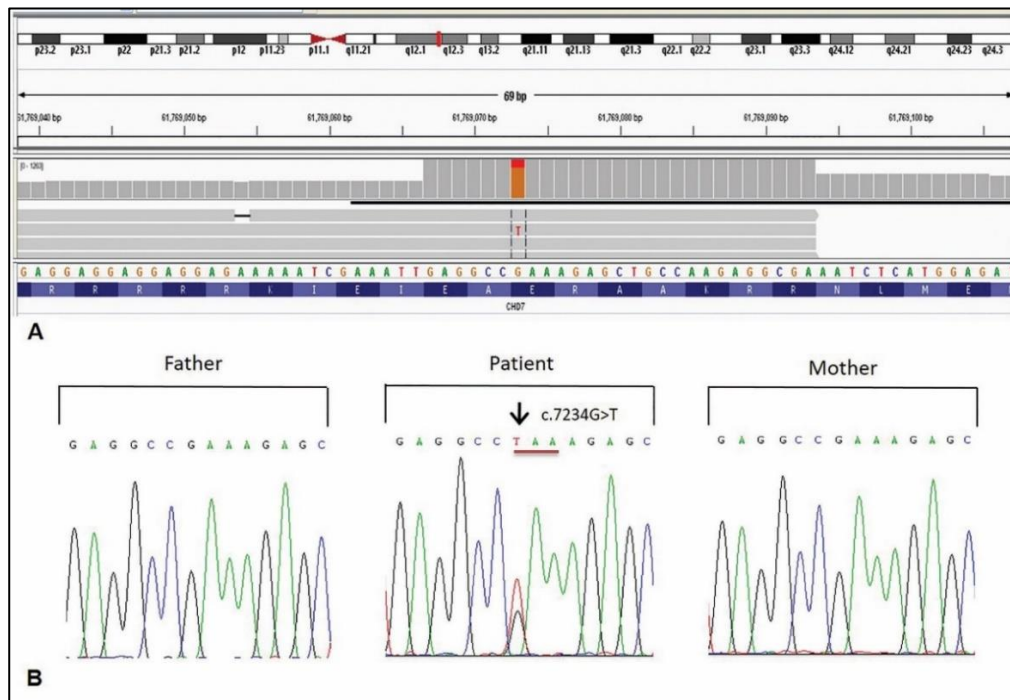 p23.2 p23.1 p22 p21.3 p21.2 p12 p11.23 p11.1 q11.21 q12.1 q12.3 q13.2 q21.11 q21.13 q21.3 q22.1 q22.2 q23.1 q23.3 q24.12 q24.21 q24.23 q24.3
69 bp
61,769,040 bp 61,769,050 bp 61,769,060 bp 61,769,070 bp 61,769,080 bp 61,769,090 bp 61,769,100 bp
[0 - 1263]
T
G A G G A G G A G G A G G A G A A A A A T C G A A A T T G A G G C C G A A A G A G C T G C C A A G A G G C G A A A T C T C A T G G A G A
R R R R R K I E I E A E R A A K R R N L M E
CHD7
A
Father Patient Mother
c.7234G>T
G A G G C C G A A A G A G C G A G G C C T A A A G A G C G A G G C C G A A A G A G C
B